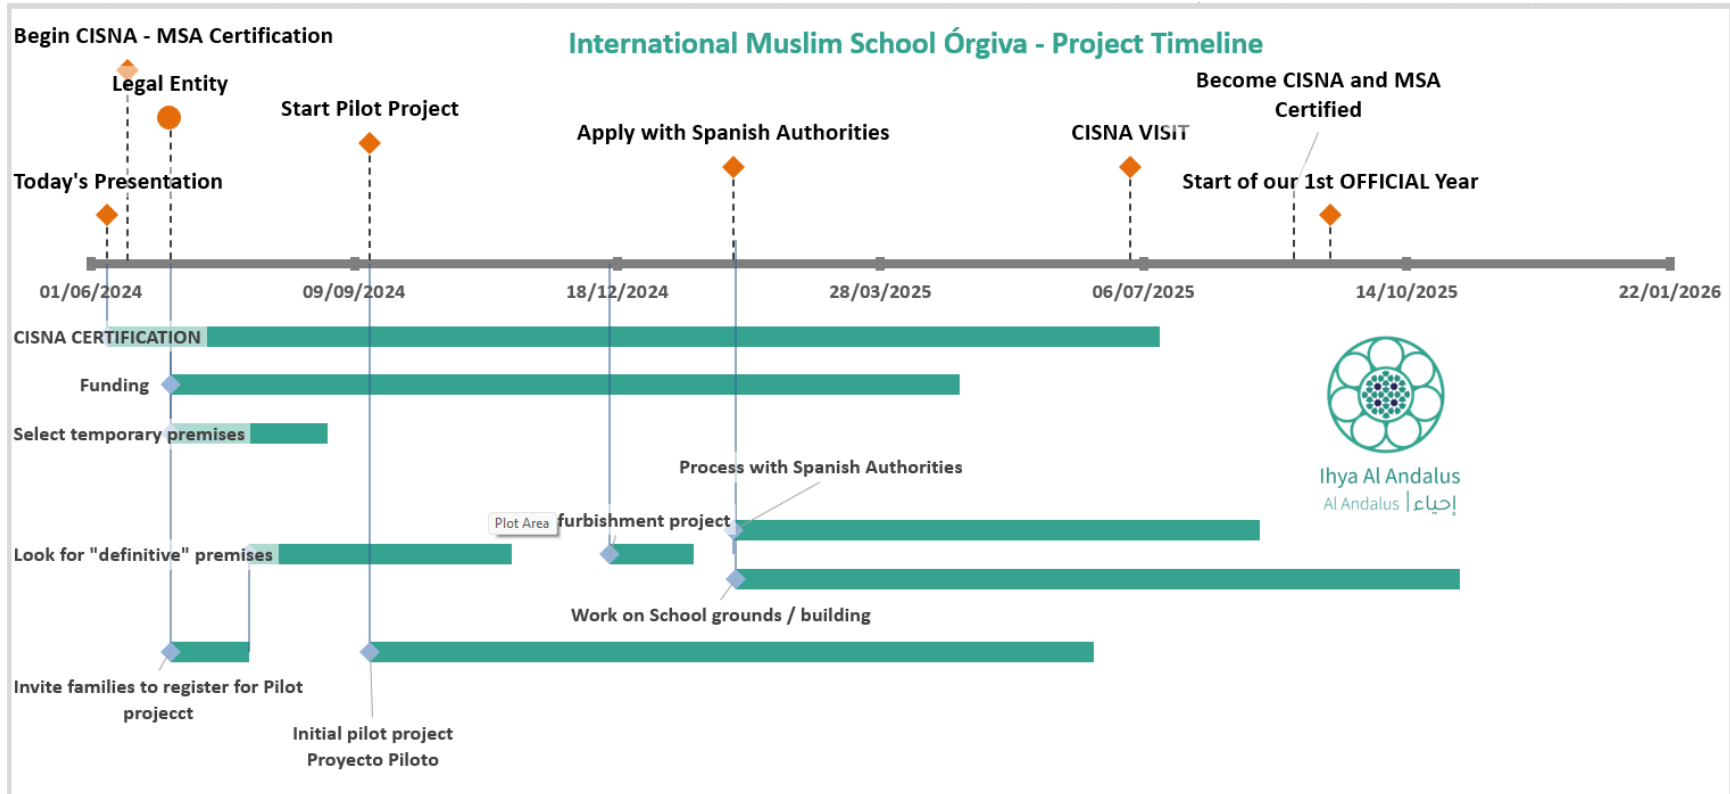 Begin CISNA - MSA Certification
International Muslim School Órgiva - Project Timeline
Legal Entity
Start Pilot Project
Apply with Spanish Authorities
CISNA VISIT
Become CISNA and MSA
Certified
Today's Presentation
Start of our 1st OFFICIAL Year
01/06/2024
09/09/2024
18/12/2024
28/03/2025
06/07/2025
14/10/2025
22/01/2026
CISNA CERTIFICATION
Funding
Select temporary premises
Process with Spanish Authorities
Plot Area
furbishment project
Look for "definitive" premises
Work on School grounds / building
Invite families to register for Pilot
projecct
Initial pilot project
Proyecto Piloto
Ihya Al Andalus
Al Andalus | إحياء